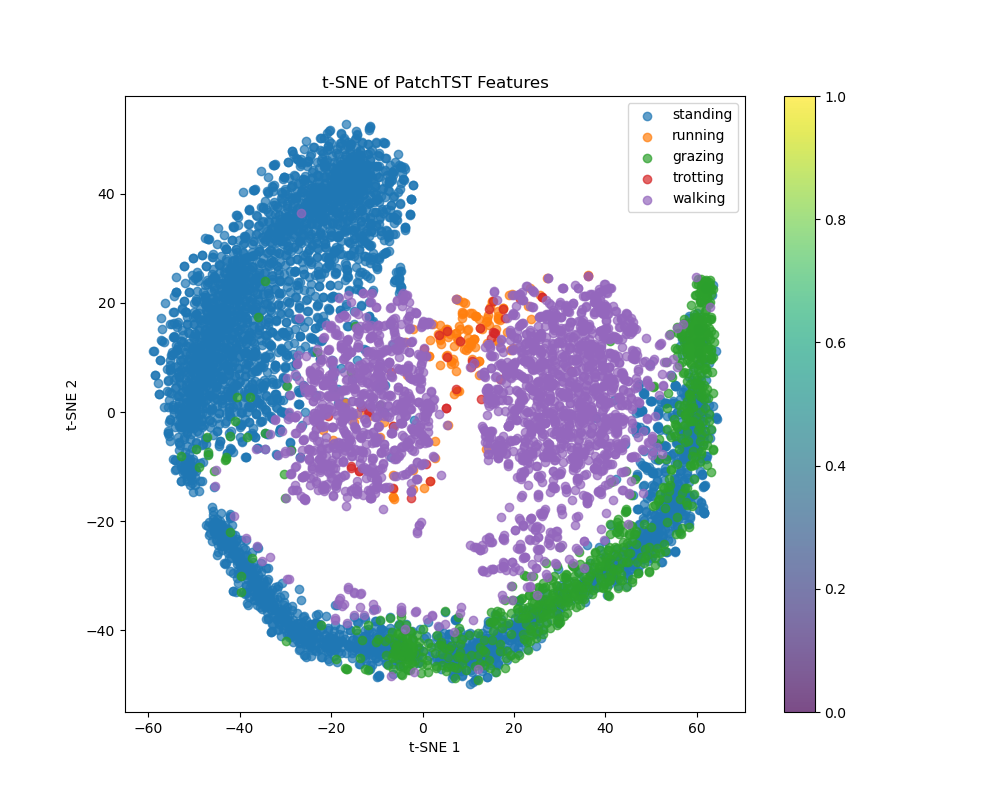 t-SNE of PatchTST Features
standing
running
grazing
trotting
walking
t-SNE 2
40
20
0
−20
−40
−60
−40
−20
0
20
40
60
t-SNE 1
1.0
0.8
0.6
0.4
0.2
0.0